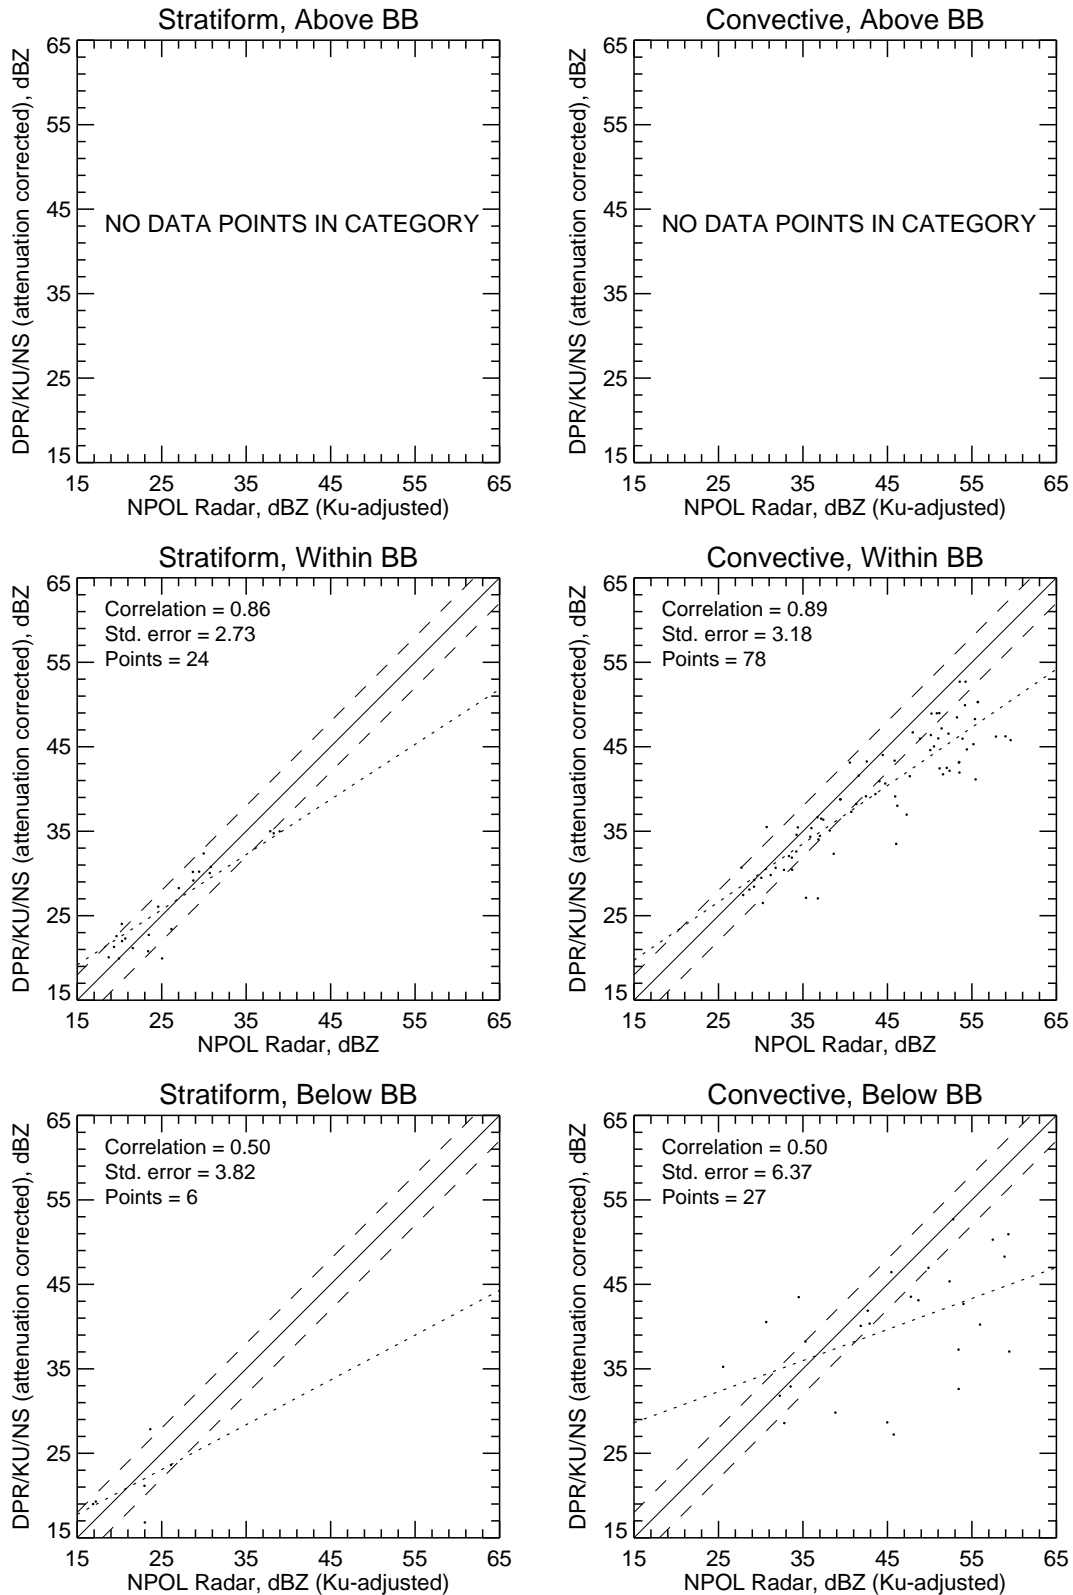 Stratiform, Above BB
DPR/KU/NS (attenuation corrected), dBZ
65
55
45
35
25
15
NO DATA POINTS IN CATEGORY
15 25 35 45 55 65
NPOL Radar, dBZ (Ku-adjusted)
Convective, Above BB
DPR/KU/NS (attenuation corrected), dBZ
65
55
45
35
25
15
NO DATA POINTS IN CATEGORY
15 25 35 45 55 65
NPOL Radar, dBZ (Ku-adjusted)
Stratiform, Within BB
DPR/KU/NS (attenuation corrected), dBZ
65
55
45
35
25
15
Correlation = 0.86
Std. error = 2.73
Points = 24
15 25 35 45 55 65
NPOL Radar, dBZ
Convective, Within BB
DPR/KU/NS (attenuation corrected), dBZ
65
55
45
35
25
15
Correlation = 0.89
Std. error = 3.18
Points = 78
15 25 35 45 55 65
NPOL Radar, dBZ
Stratiform, Below BB
DPR/KU/NS (attenuation corrected), dBZ
65
55
45
35
25
15
Correlation = 0.50
Std. error = 3.82
Points = 6
15 25 35 45 55 65
NPOL Radar, dBZ (Ku-adjusted)
Convective, Below BB
DPR/KU/NS (attenuation corrected), dBZ
65
55
45
35
25
15
Correlation = 0.50
Std. error = 6.37
Points = 27
15 25 35 45 55 65
NPOL Radar, dBZ (Ku-adjusted)